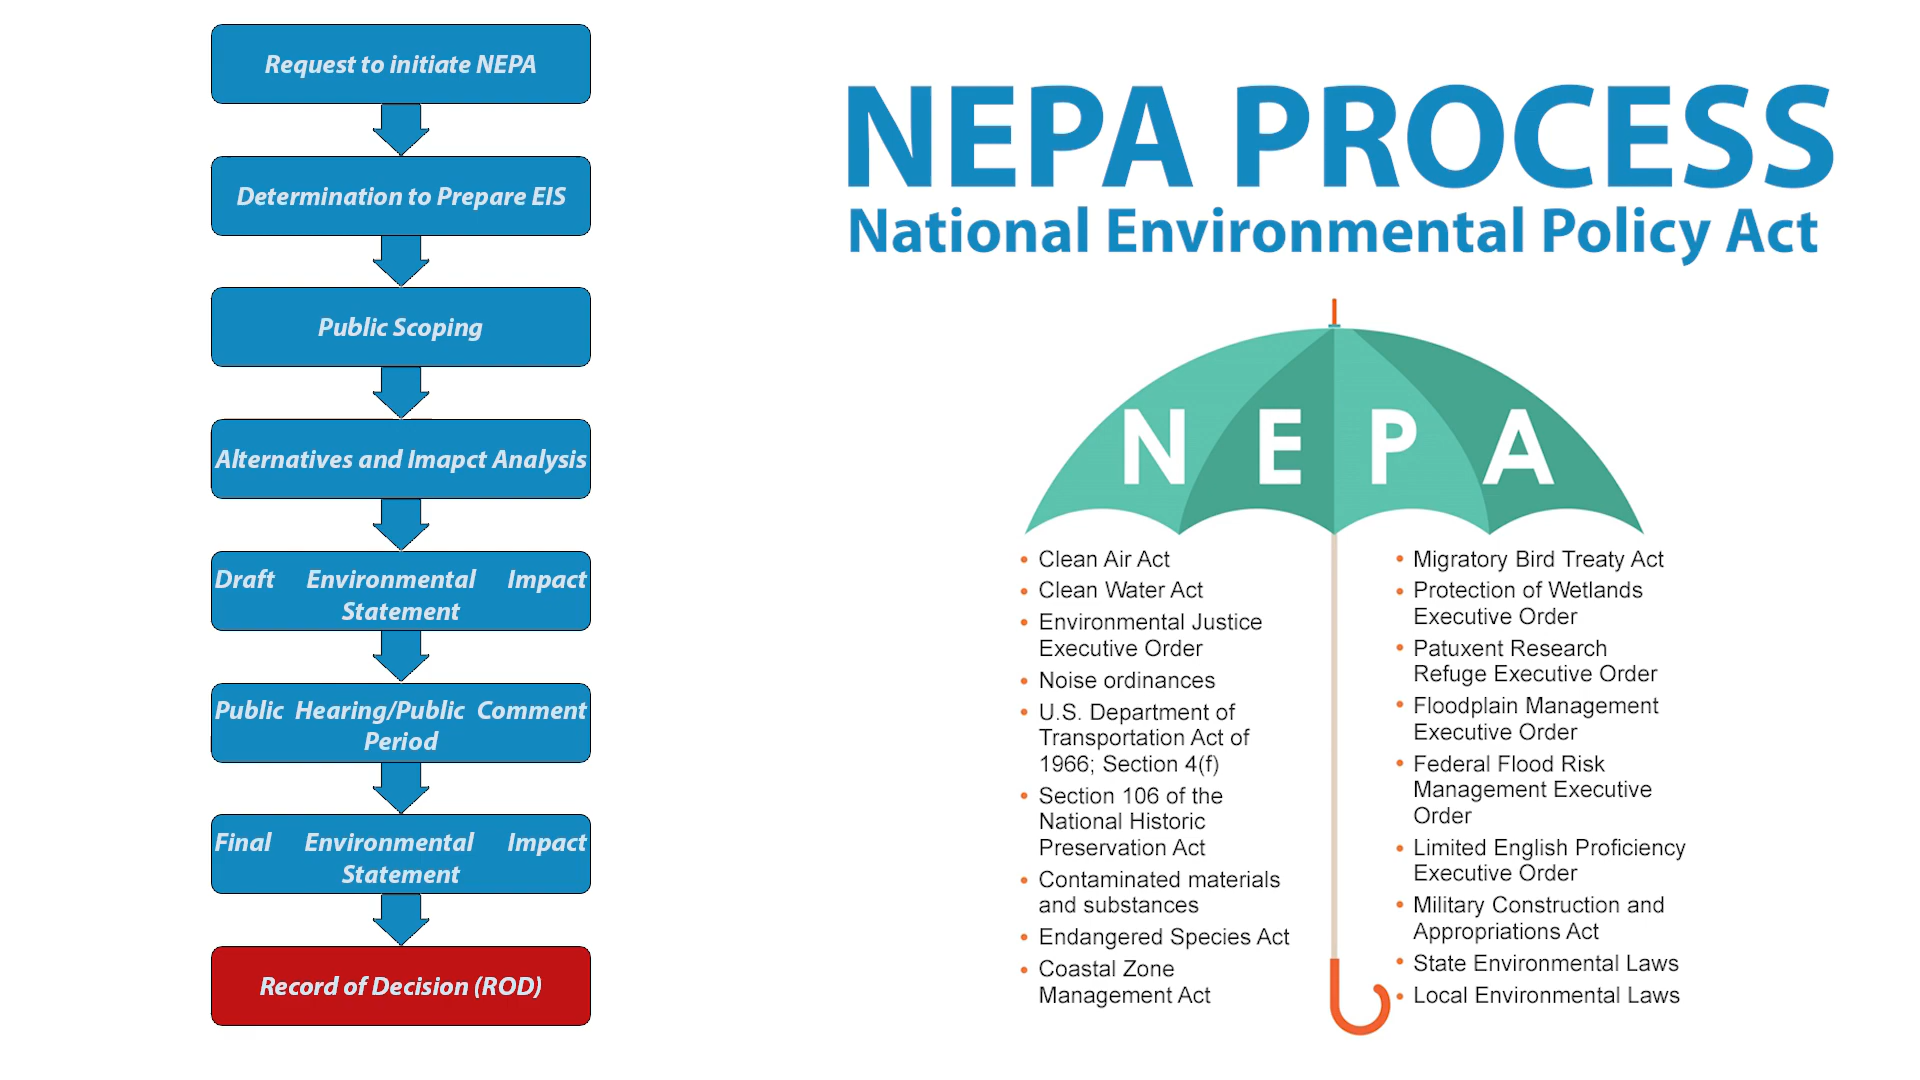 Request to initiate NEPA
Determination to Prepare EIS
Public Scoping
Alternatives and Imapct Analysis
Draft Environmental Impact
Statement
Public Hearing/Public Comment
Period
Final Environmental Impact
Statement
Record of Decision (ROD)
NEPA PROCESS
National Environmental Policy Act
N E P A
• Clean Air Act
• Clean Water Act
• Environmental Justice
Executive Order
• Noise ordinances
• U.S. Department of
Transportation Act of
1966; Section 4(f)
• Section 106 of the
National Historic
Preservation Act
• Contaminated materials
and substances
• Endangered Species Act
• Coastal Zone
Management Act
• Migratory Bird Treaty Act
• Protection of Wetlands
Executive Order
• Patuxent Research
Refuge Executive Order
• Floodplain Management
Executive Order
• Federal Flood Risk
Management Executive
Order
• Limited English Proficiency
Executive Order
• Military Construction and
Appropriations Act
• State Environmental Laws
• Local Environmental Laws